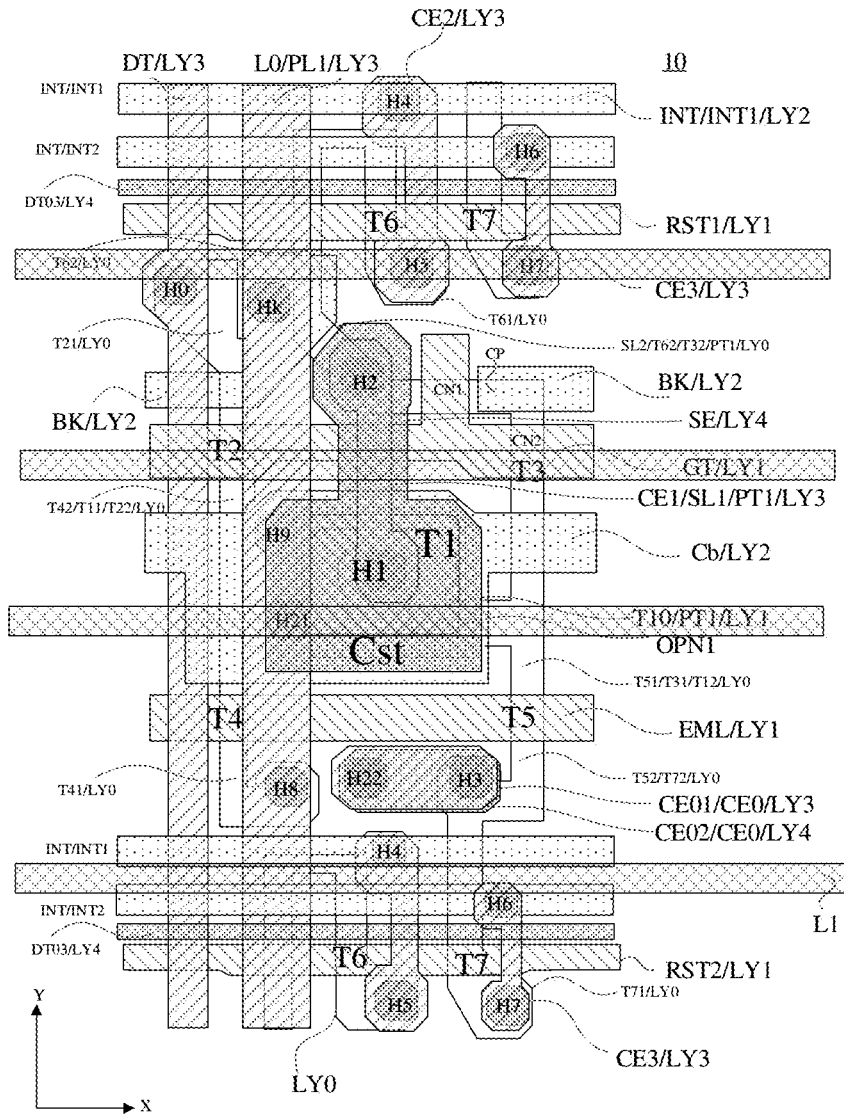 CE2/LY3
DT/LY3
L0/PL1/LY3
10
INT/INT1
H4
INT/INT1/LY2
INT/INT2
H6
DT03/LY4
T6
T7
RST1/LY1
T62/LY0
H0
H5
H7
CE3/LY3
Hk
T61/LY0
T21/LY0
SL2/T62/T32/PT1/LY0
CP
H2
CN1
BK/LY2
BK/LY2
SE/LY4
T2
CN2
T3
GT/LY1
T42/T11/T22/LY0
CE1/SL1/PT1/LY3
H9
T1
Cb/LY2
H1
H21
T10/PT1/LY1
Cst
OPN1
T51/T31/T12/LY0
T4
T5
EML/LY1
T41/LY0
H8
H22
H3
T52/T72/LY0
CE01/CE0/LY3
CE02/CE0/LY4
INT/INT1
H4
INT/INT2
H6
L1
DT03/LY4
T6
T7
RST2/LY1
T71/LY0
Y
H5
H7
CE3/LY3
X
LY0